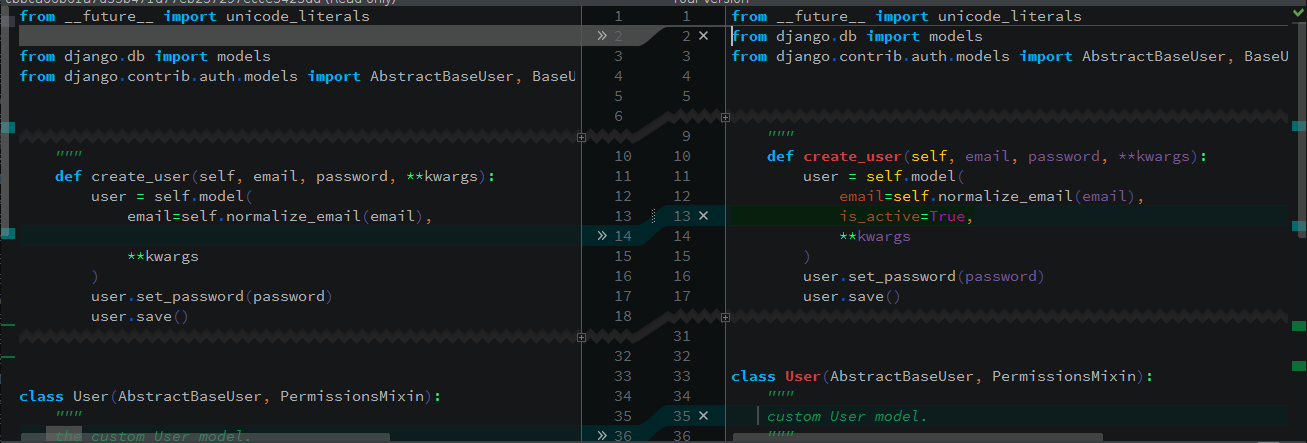 from __future__ import unicode_literals
from django.db import models
from django.contrib.auth.models import AbstractBaseUser, BaseU
"""
def create_user(self, email, password, **kwargs):
user = self.model(
email=self.normalize_email(email),
**kwargs
)
user.set_password(password)
user.save()
class User(AbstractBaseUser, PermissionsMixin):
"""
the custom User model.
» 2
1
3
4
5
6
10
11
12
13
» 14
15
16
17
18
32
33
34
35
» 36
1
2 ×
3
4
5
9
10
11
12
13 ×
14
15
16
17
31
32
33
34
35 ×
36
from __future__ import unicode_literals
from django.db import models
from django.contrib.auth.models import AbstractBaseUser, BaseU
"""
def create_user(self, email, password, **kwargs):
user = self.model(
email=self.normalize_email(email),
is_active=True,
**kwargs
)
user.set_password(password)
user.save()
class User(AbstractBaseUser, PermissionsMixin):
"""
custom User model.
"""